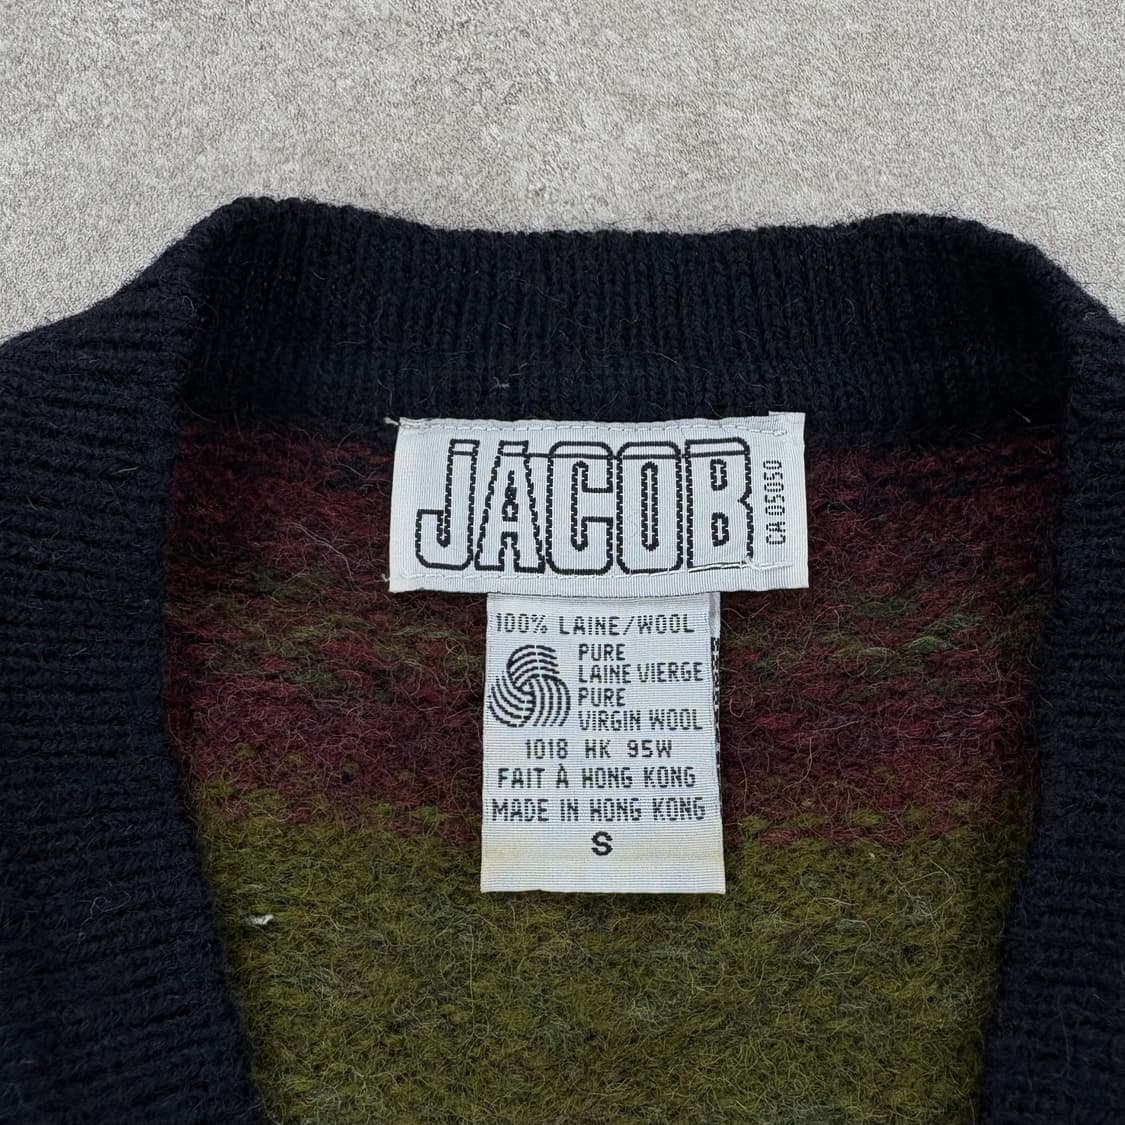 JACOB
CA 05050
100% LAINE/WOOL
PURE
LAINE VIERGE
PURE
VIRGIN WOOL
1018 HK 95W
FAIT À HONG KONG
MADE IN HONG KONG
S